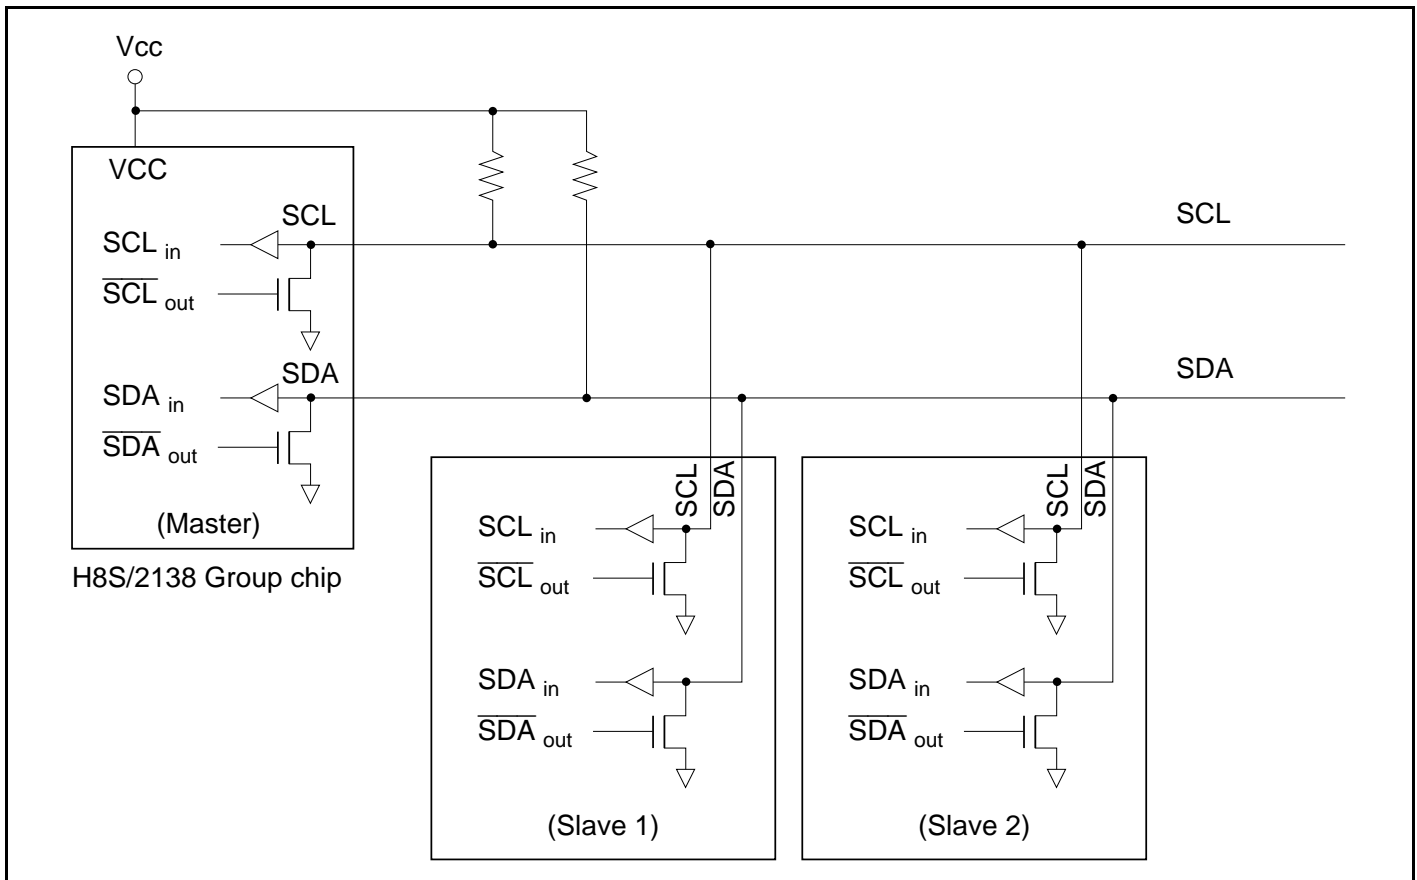 Vcc
VCC
SCL
SCL in
SCL out
SDA
SDA in
SDA out
(Master)
H8S/2138 Group chip
SCL
SDA
SCL
SDA
SCL in
SCL out
SDA in
SDA out
(Slave 1)
SCL
SDA
SCL in
SCL out
SDA in
SDA out
(Slave 2)